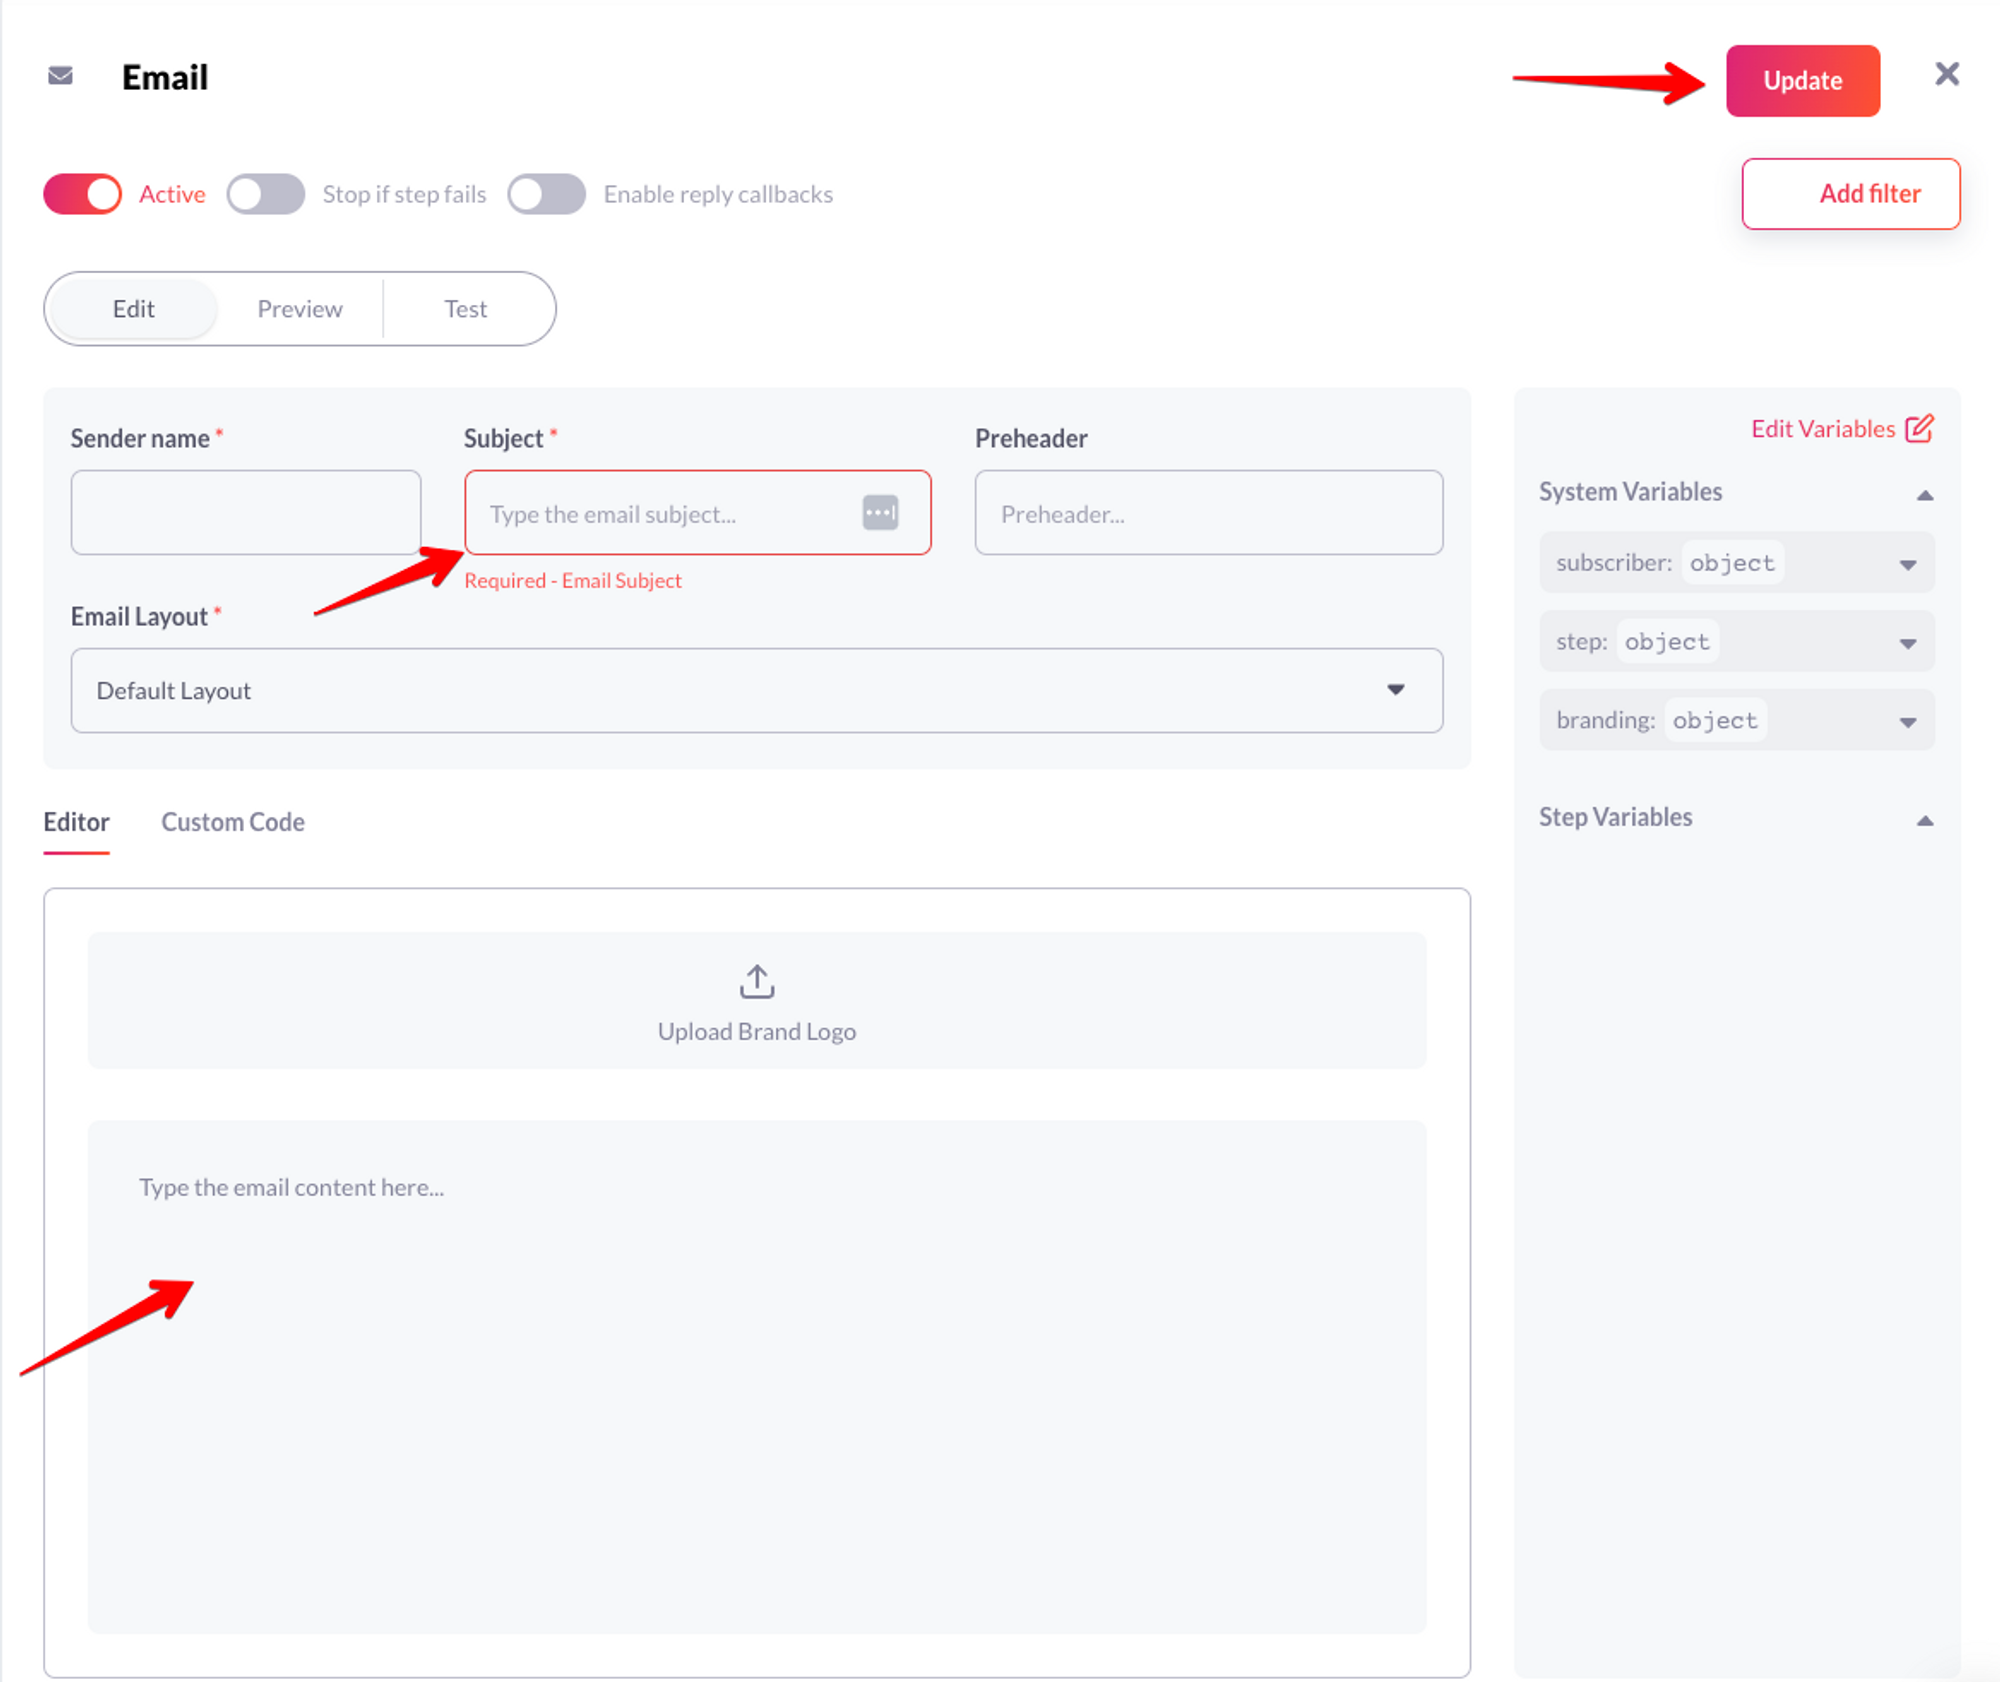 Email
Update
Active
Stop if step fails
Enable reply callbacks
Add filter
Edit
Preview
Test
Sender name *
Subject *
Preheader
Type the email subject...
Preheader...
Required - Email Subject
Email Layout *
Default Layout
Edit Variables
System Variables
subscriber: object
step: object
branding: object
Step Variables
Editor
Custom Code
Upload Brand Logo
Type the email content here...